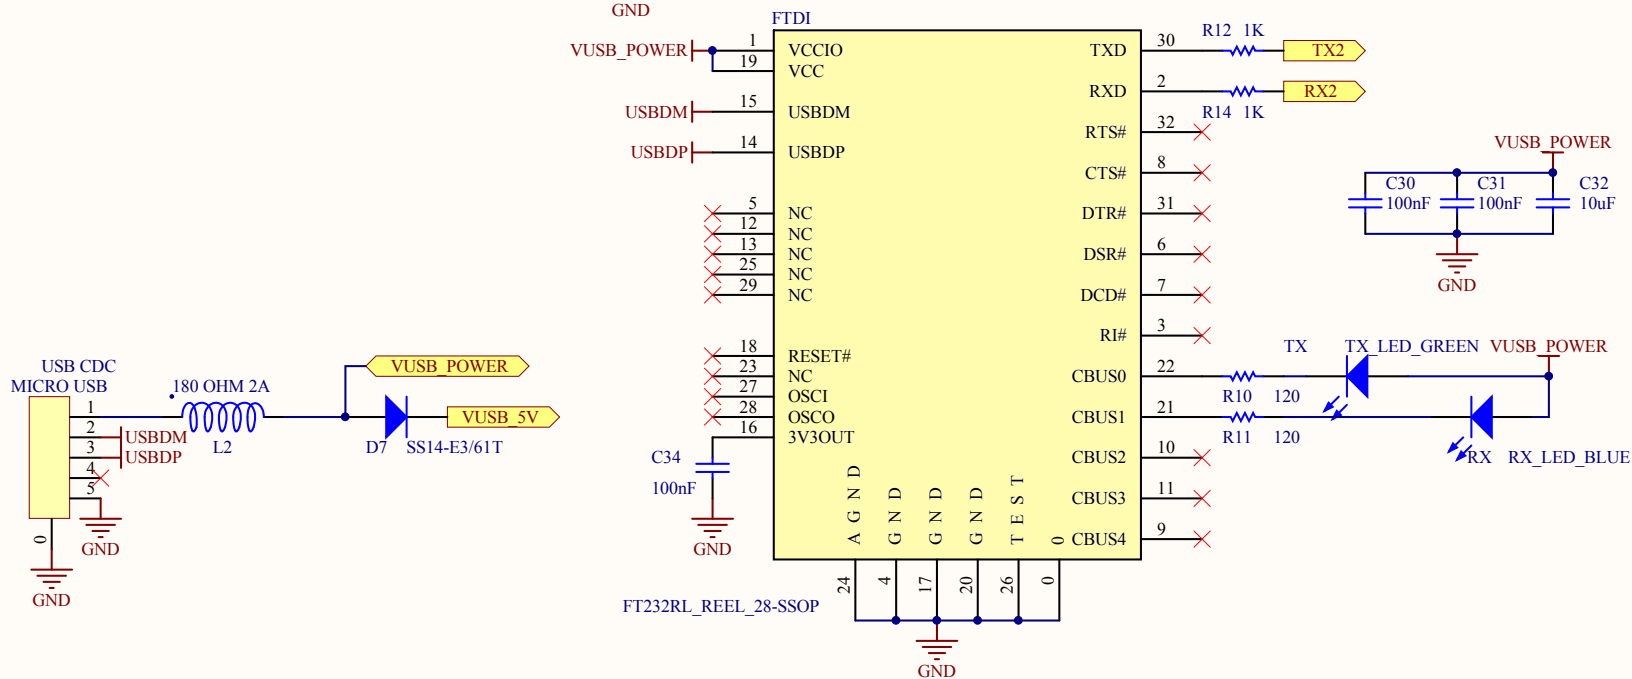 GND
FTDI
VUSB_POWER
1
VCCIO
19
VCC
USBDM
15
USBDM
USBDP
14
USBDP
5
NC
12
NC
13
NC
25
NC
29
NC
18
RESET#
23
NC
27
OSCI
28
OSCO
16
3V3OUT
C34
100nF
GND
TXD
30
R12 1K
TX2
RXD
2
RX2
R14 1K
RTS#
32
CTS#
8
DTR#
31
DSR#
6
DCD#
7
RI#
3
CBUS0
22
R10 120
TX TX_LED_GREEN
VUSB_POWER
CBUS1
21
R11 120
RX RX_LED_BLUE
CBUS2
10
CBUS3
11
CBUS4
9
AGND
GND
GND
GND
TEST
0
24
4
17
20
26
0
FT232RL_REEL_28-SSOP
GND
VUSB_POWER
C30
100nF
C31
100nF
C32
10uF
GND
USB CDC
MICRO USB
1
2
USBDM
3
USBDP
4
5
GND
0
GND
180 OHM 2A
L2
VUSB_POWER
D7 SS14-E3/61T
VUSB_5V